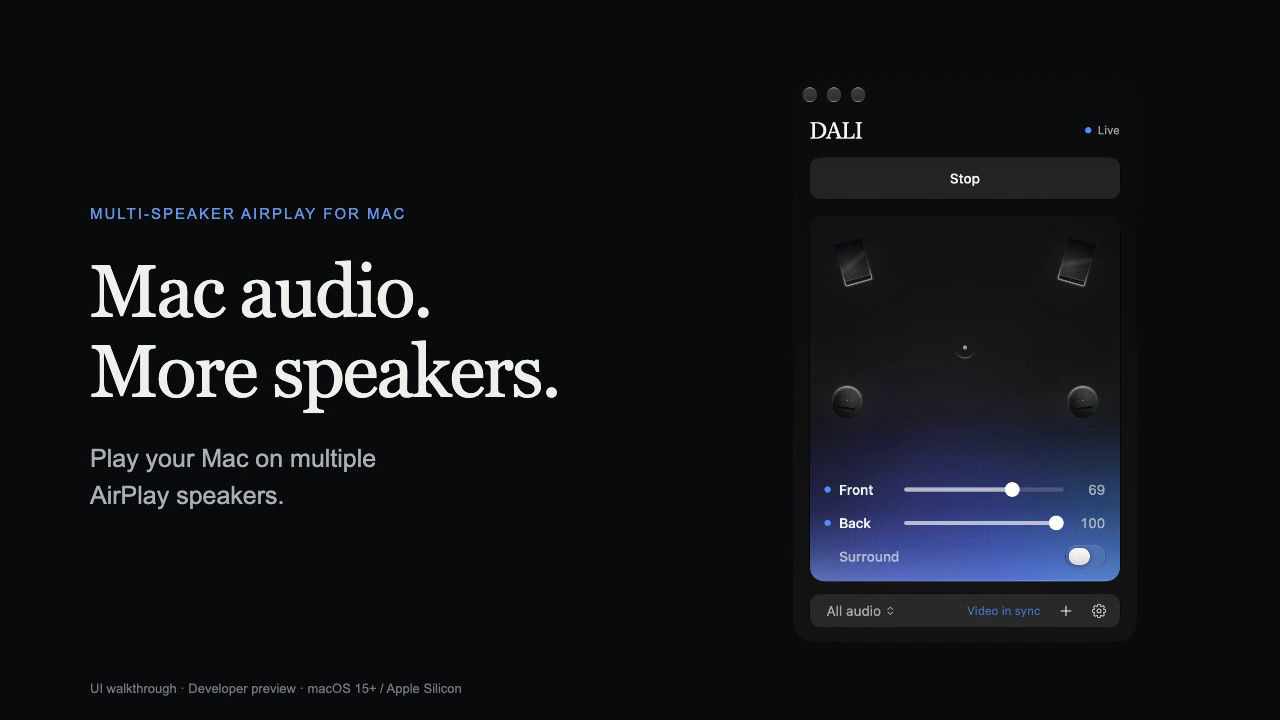 MULTI-SPEAKER AIRPLAY FOR MAC
Mac audio.
More speakers.
Play your Mac on multiple
AirPlay speakers.
UI walkthrough · Developer preview · macOS 15+ / Apple Silicon
DALI
Live
Stop
Front 69
Back 100
Surround
All audio
Video in sync